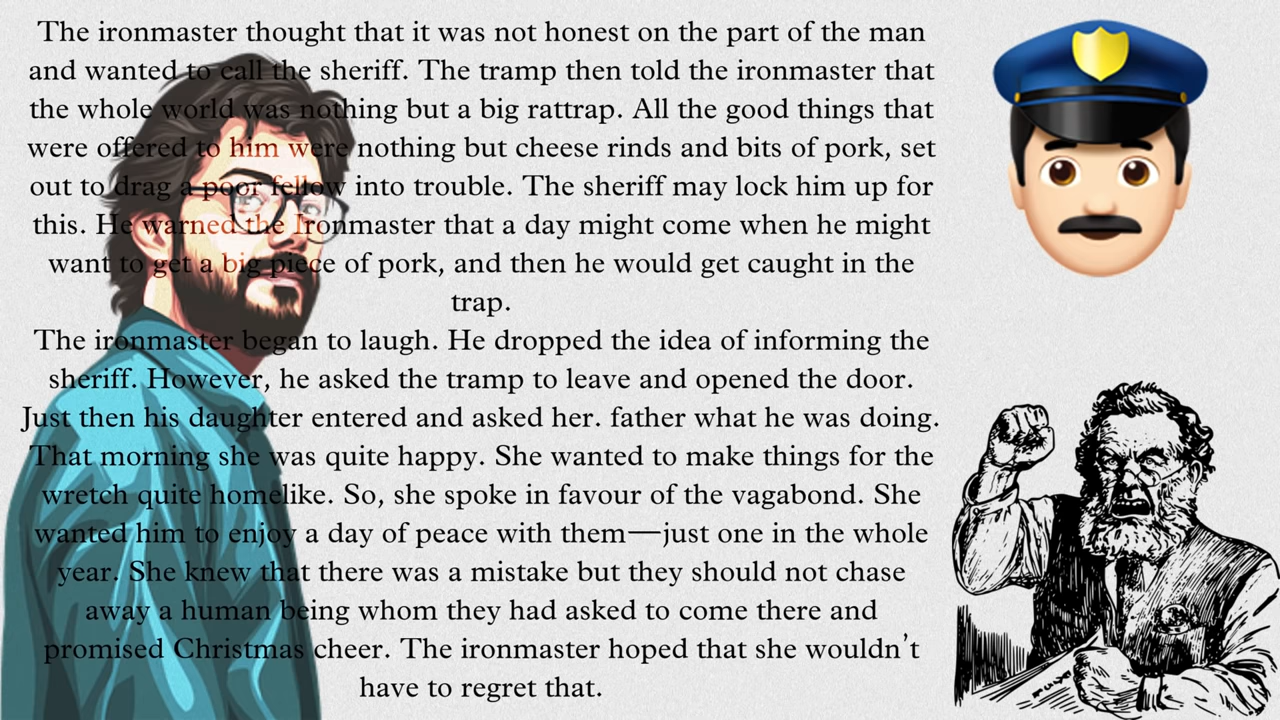 The ironmaster thought that it was not honest on the part of the man
and wanted to call the sheriff. The tramp then told the ironmaster that
the whole world was nothing but a big rattrap. All the good things that
were offered to him were nothing but cheese rinds and bits of pork, set
out to drag a poor fellow into trouble. The sheriff may lock him up for
this. He warned the Ironmaster that a day might come when he might
want to get a big piece of pork, and then he would get caught in the
trap.
The ironmaster began to laugh. He dropped the idea of informing the
sheriff. However, he asked the tramp to leave and opened the door.
Just then his daughter entered and asked her. father what he was doing.
That morning she was quite happy. She wanted to make things for the
wretch quite homelike. So, she spoke in favour of the vagabond. She
wanted him to enjoy a day of peace with them—just one in the whole
year. She knew that there was a mistake but they should not chase
away a human being whom they had asked to come there and
promised Christmas cheer. The ironmaster hoped that she wouldn't
have to regret that.